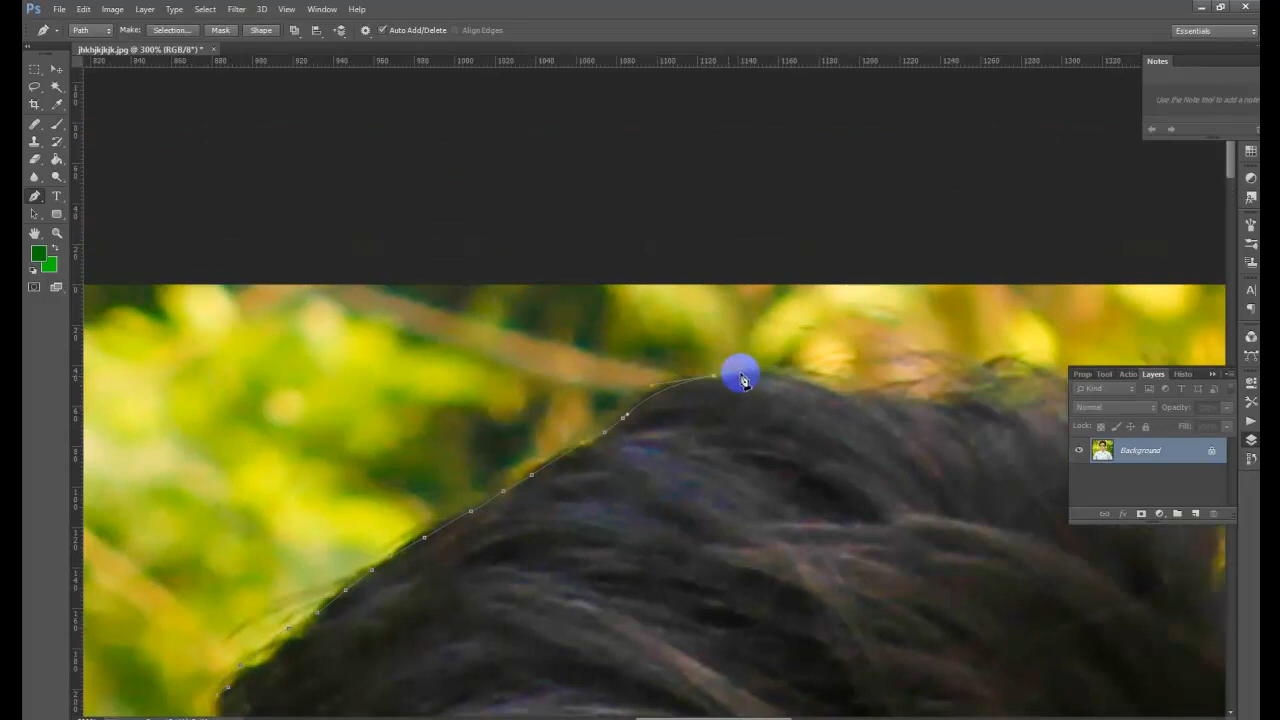 Ps File Edit Image Layer Type Select Filter 3D View Window Help
Path Make: Selection... Mask Shape Auto Add/Delete Align Edges Essentials
jhkhjkjkjk.jpg @ 300% (RGB/8*) * ×
820 840 860 880 900 920 940 960 980 1000 1020 1040 1060 1080 1100 1120 1140 1160 1180 1200 1220 1240 1260 1280 1300 1320
Notes
Use the Note tool to add a note
Prop Tool Actio Layers Histo
Kind
Normal Opacity:
Lock: Fill:
Background